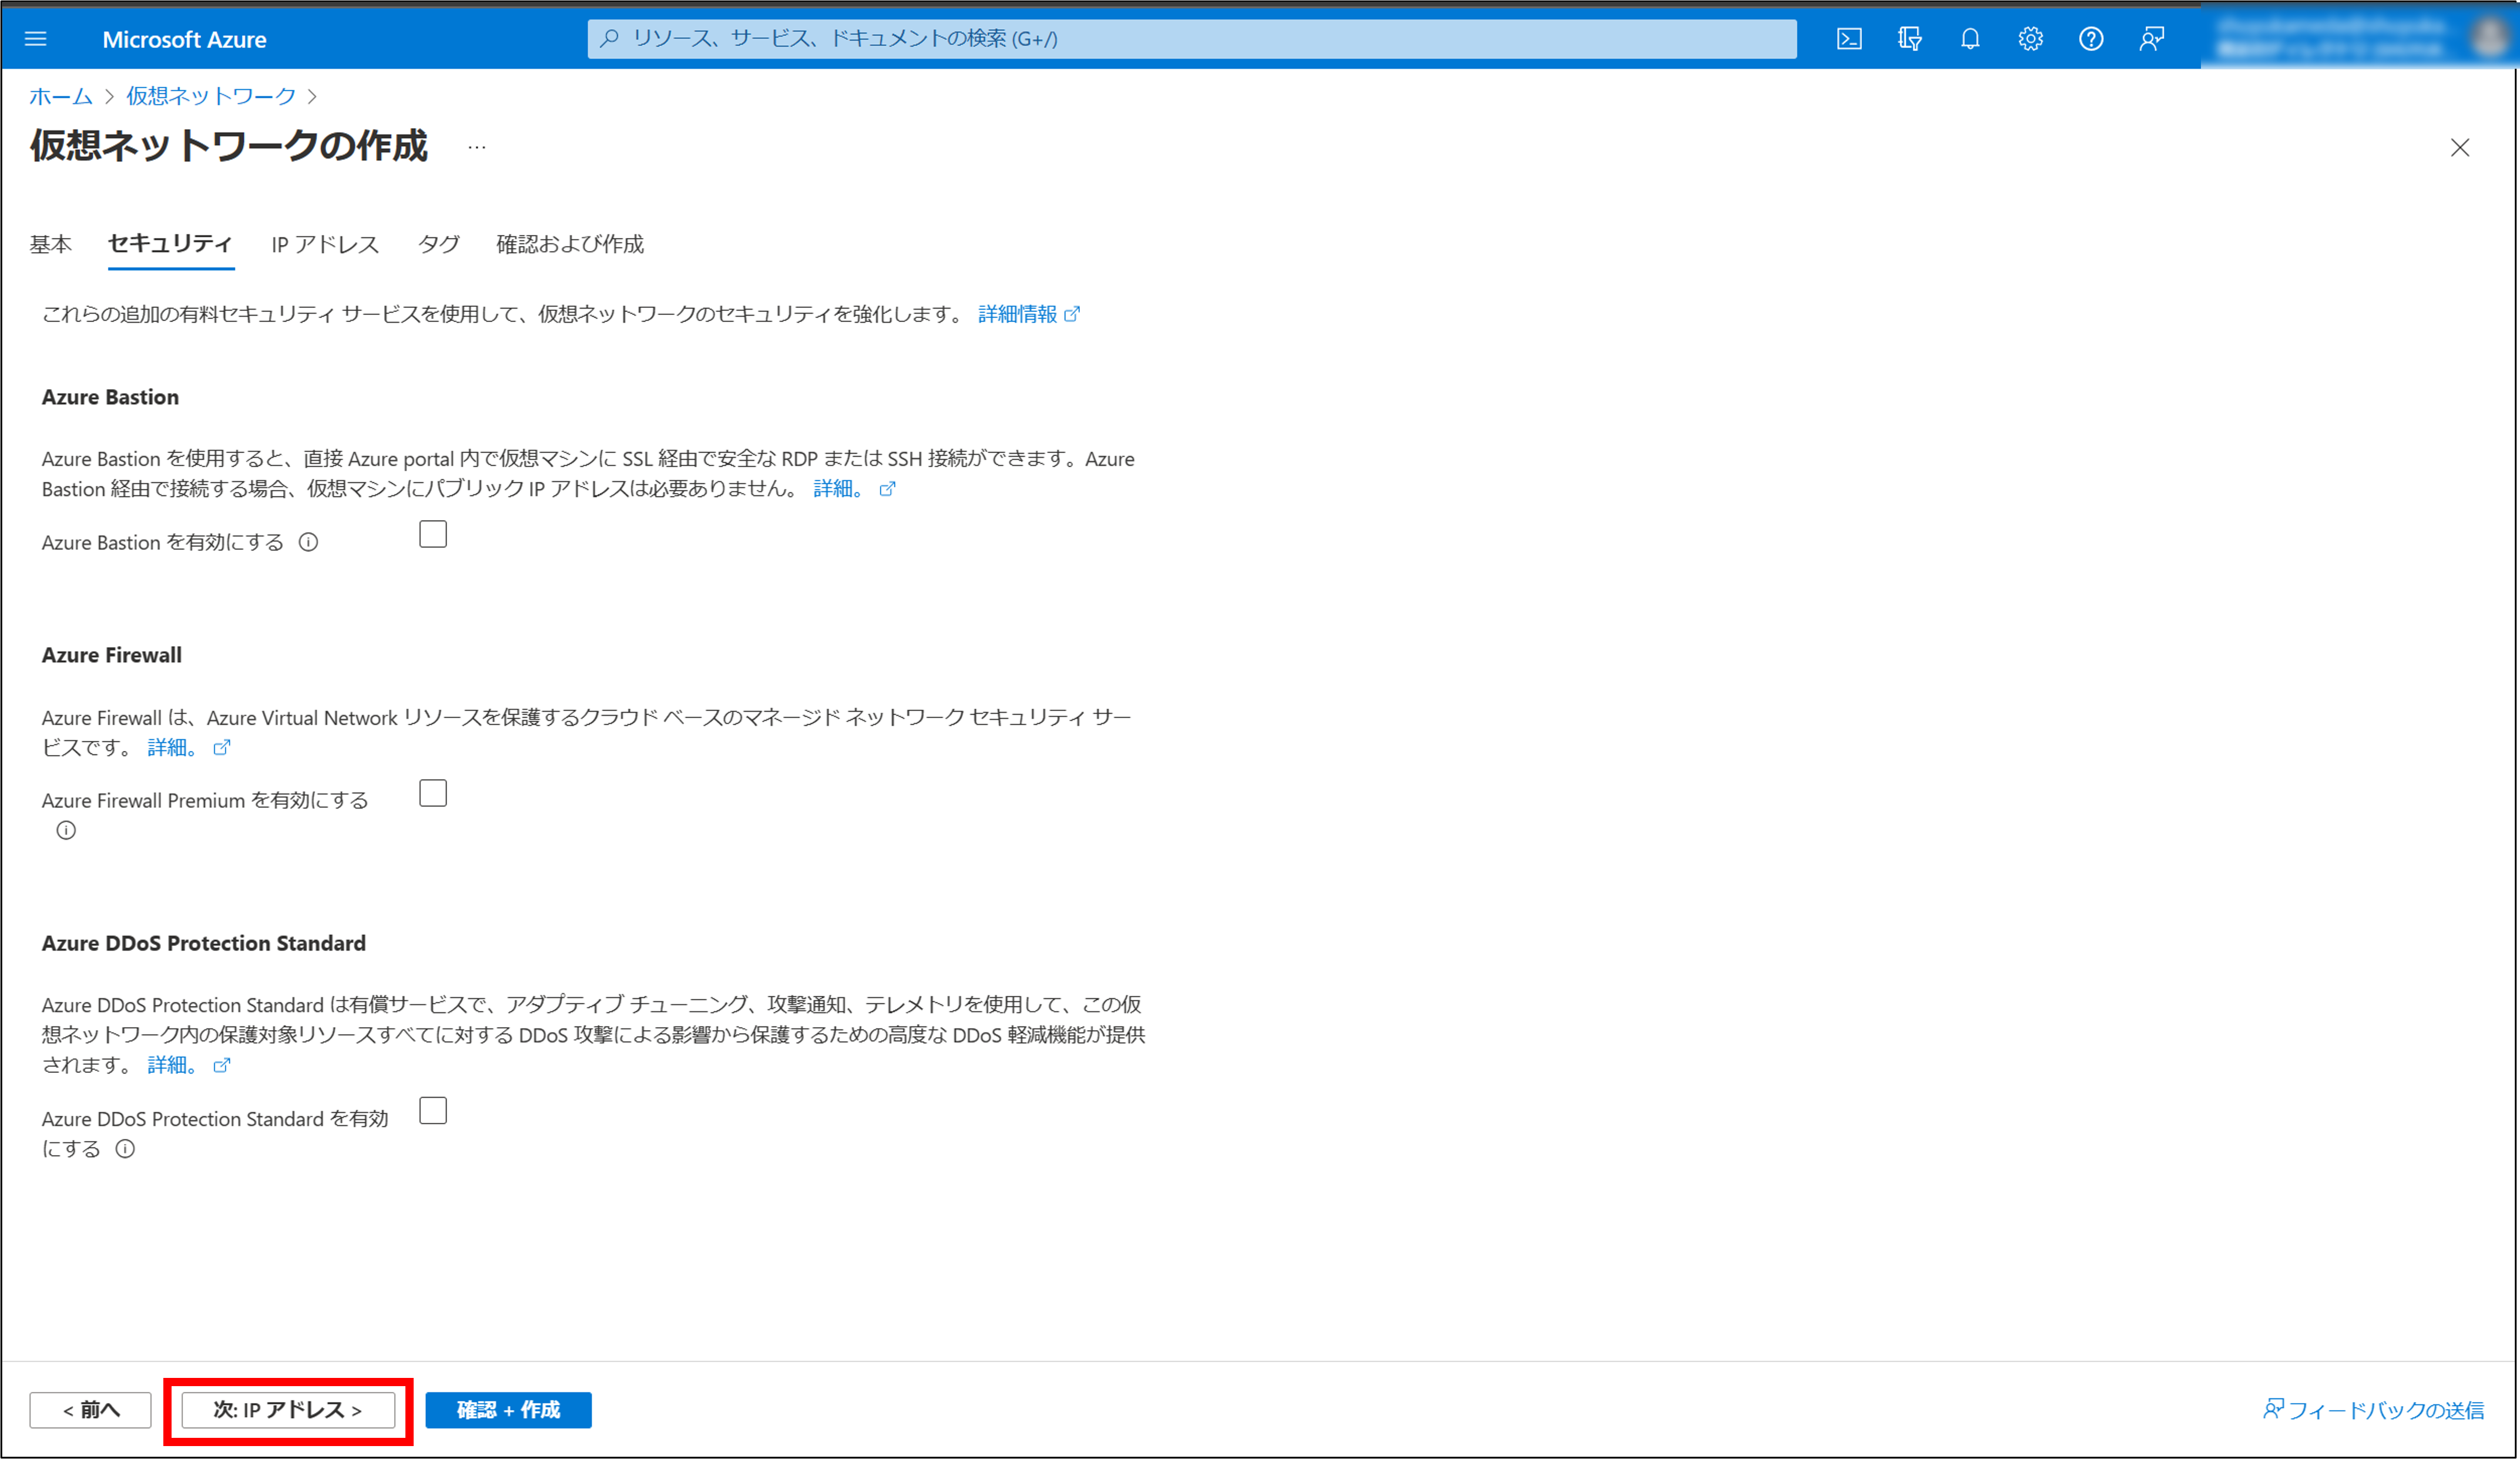 Microsoft Azure
リソース、サービス、ドキュメントの検索 (G+/)
ホーム > 仮想ネットワーク >
仮想ネットワークの作成 …
基本 セキュリティ IP アドレス タグ 確認および作成
これらの追加の有料セキュリティ サービスを使用して、仮想ネットワークのセキュリティを強化します。 詳細情報
Azure Bastion
Azure Bastion を使用すると、直接 Azure portal 内で仮想マシンに SSL 経由で安全な RDP または SSH 接続ができます。Azure
Bastion 経由で接続する場合、仮想マシンにパブリック IP アドレスは必要ありません。 詳細。
Azure Bastion を有効にする
Azure Firewall
Azure Firewall は、Azure Virtual Network リソースを保護するクラウド ベースのマネージド ネットワーク セキュリティ サー
ビスです。 詳細。
Azure Firewall Premium を有効にする
Azure DDoS Protection Standard
Azure DDoS Protection Standard は有償サービスで、アダプティブ チューニング、攻撃通知、テレメトリを使用して、この仮
想ネットワーク内の保護対象リソースすべてに対する DDoS 攻撃による影響から保護するための高度な DDoS 軽減機能が提供
されます。 詳細。
Azure DDoS Protection Standard を有効
にする
< 前へ 次: IP アドレス > 確認 + 作成 フィードバックの送信